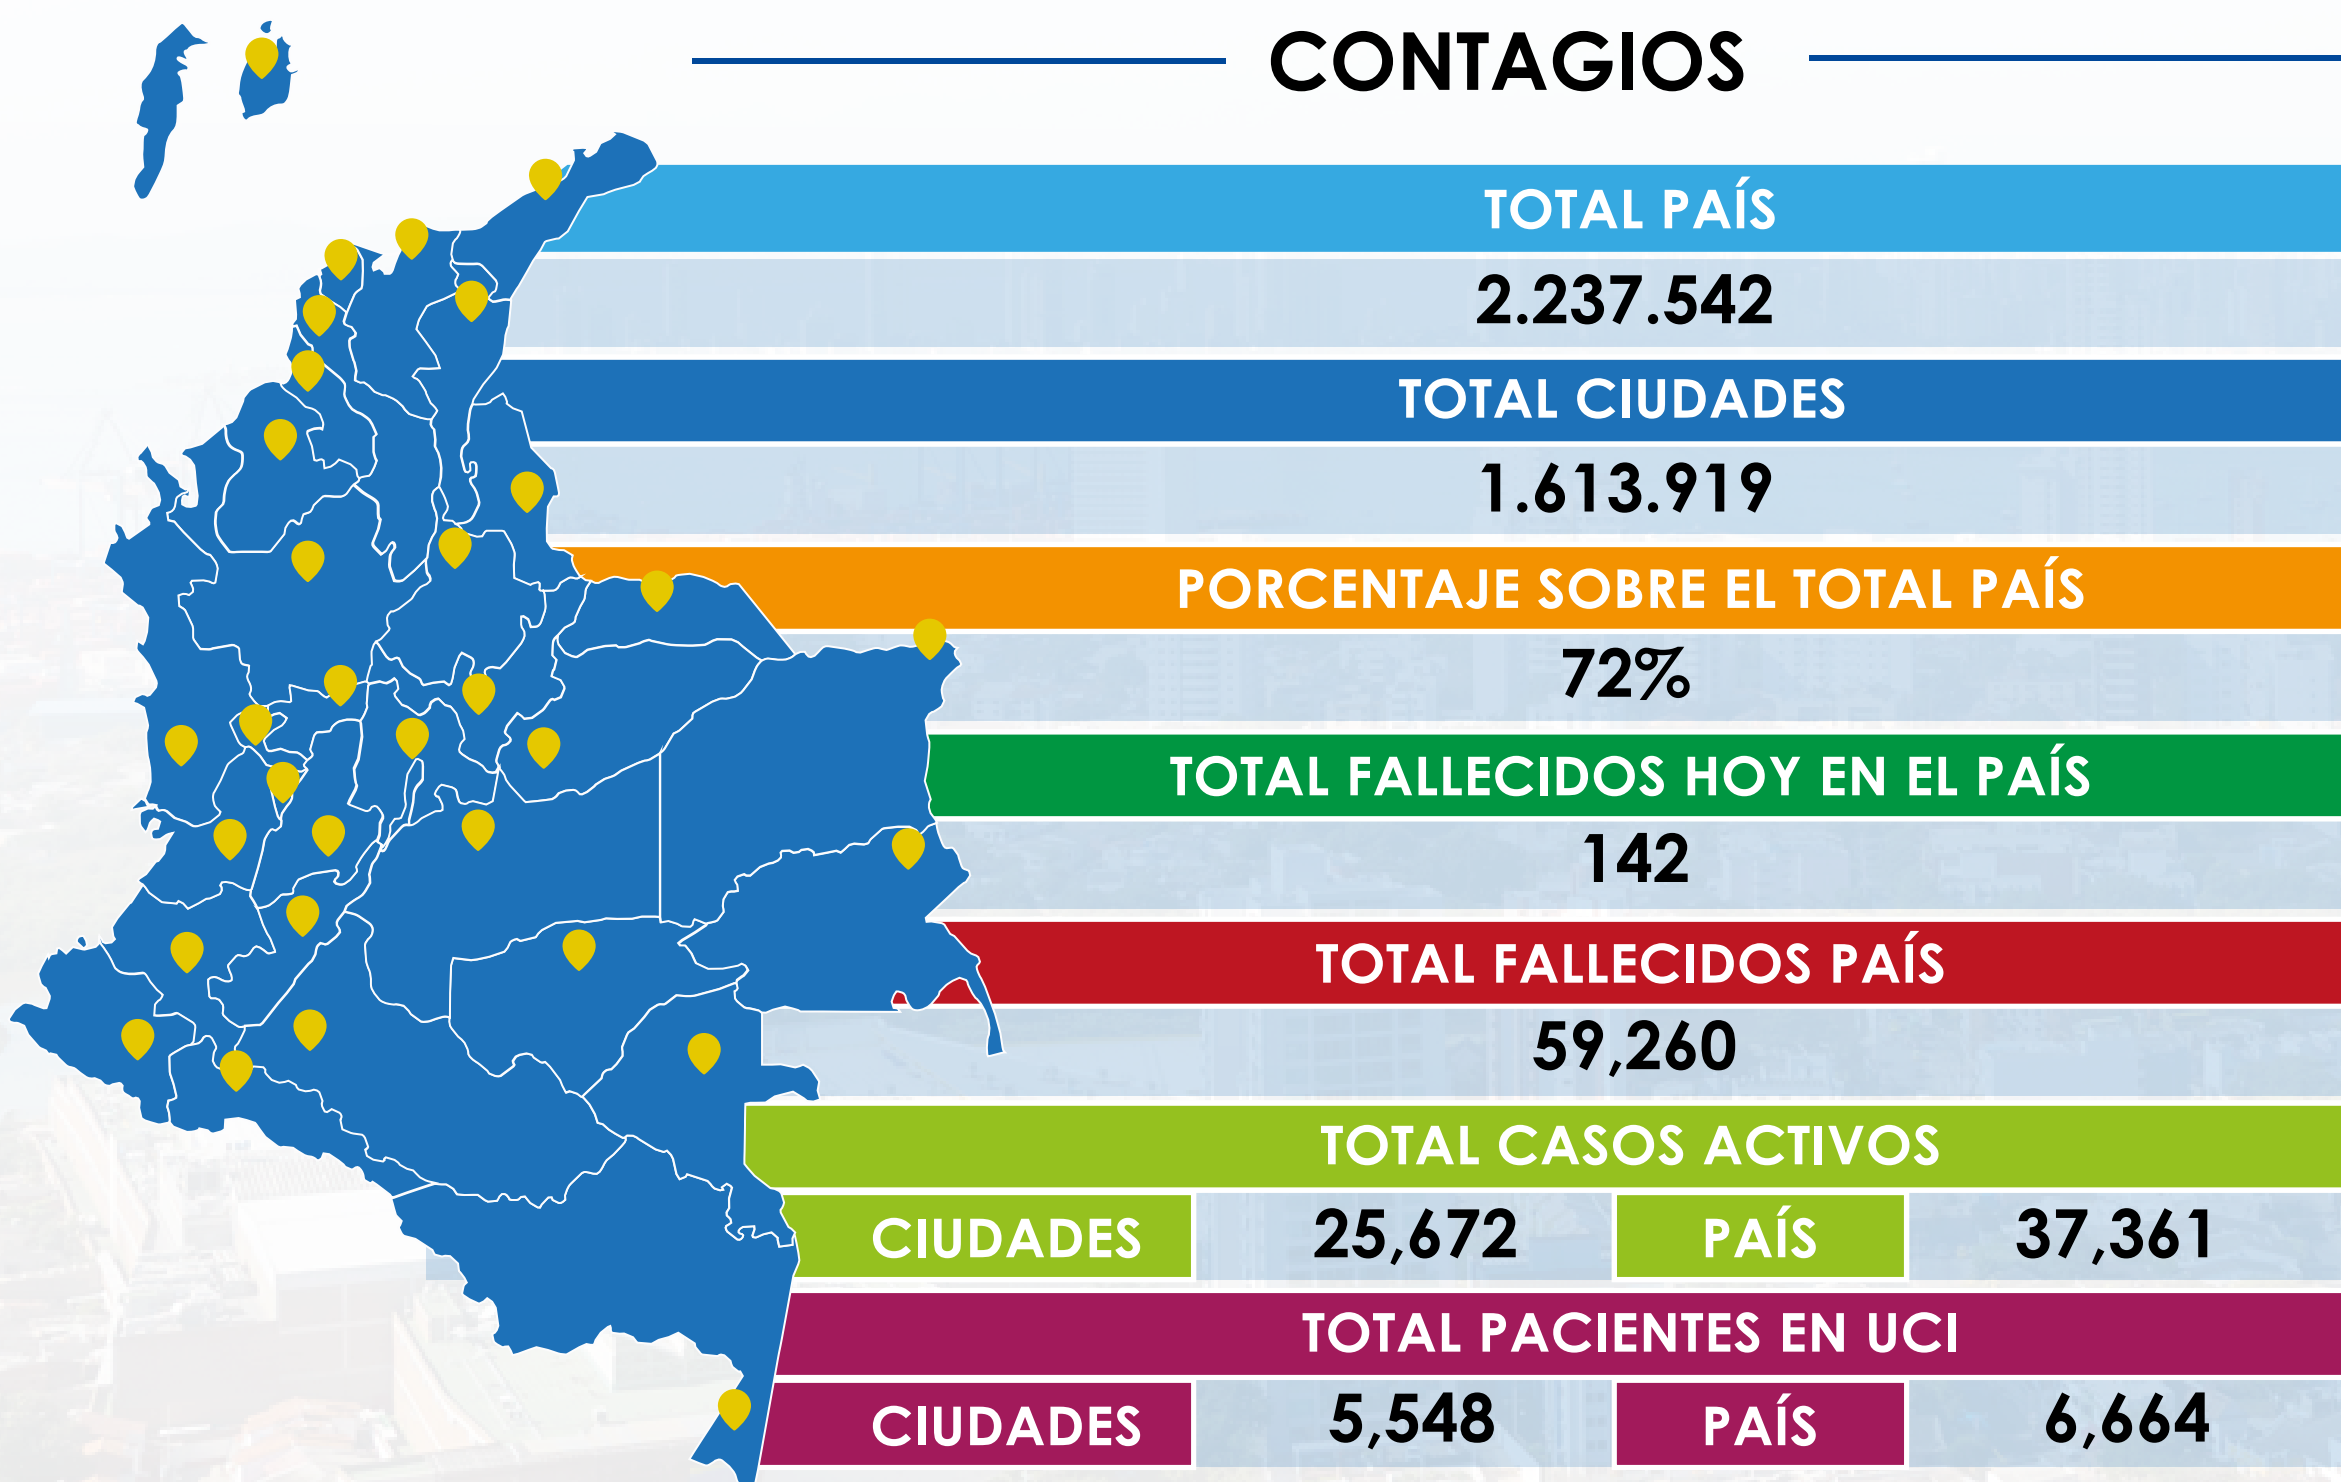 CONTAGIOS
TOTAL PAÍS
2.237.542
TOTAL CIUDADES
1.613.919
PORCENTAJE SOBRE EL TOTAL PAÍS
72%
TOTAL FALLECIDOS HOY EN EL PAÍS
142
TOTAL FALLECIDOS PAÍS
59,260
TOTAL CASOS ACTIVOS
CIUDADES 25,672 PAÍS 37,361
TOTAL PACIENTES EN UCI
CIUDADES 5,548 PAÍS 6,664